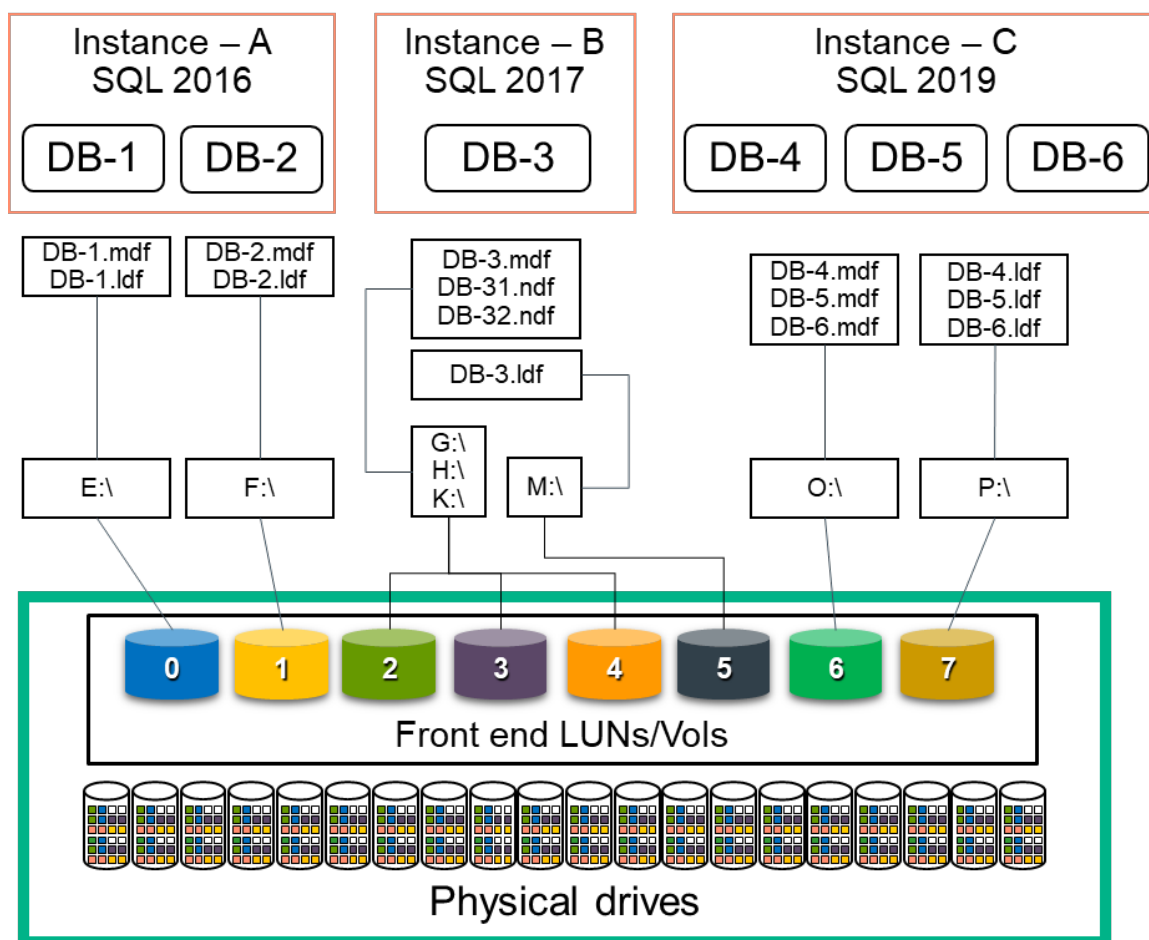 Instance – A
SQL 2016
DB-1
DB-2
Instance – B
SQL 2017
DB-3
Instance – C
SQL 2019
DB-4
DB-5
DB-6
DB-1.mdf
DB-1.ldf
DB-2.mdf
DB-2.ldf
DB-3.mdf
DB-31.ndf
DB-32.ndf
DB-3.ldf
DB-4.mdf
DB-5.mdf
DB-6.mdf
DB-4.ldf
DB-5.ldf
DB-6.ldf
E:\
F:\
G:\
H:\
K:\
M:\
O:\
P:\
0
1
2
3
4
5
6
7
Front end LUNs/Vols
Physical drives